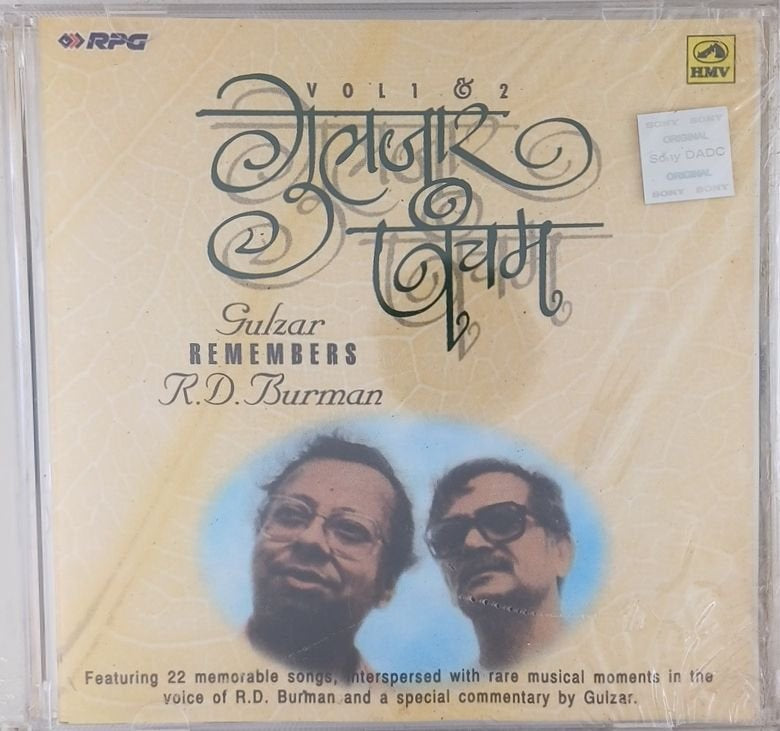 RPG
HMV
VOL 1 & 2
गुलज़ार
पंचम
SONY SONY
ORIGINAL
Sony DADC
ORIGINAL
SONY SONY
Gulzar
REMEMBERS
R.D. Burman
Featuring 22 memorable songs, interspersed with rare musical moments in the
voice of R.D. Burman and a special commentary by Gulzar.